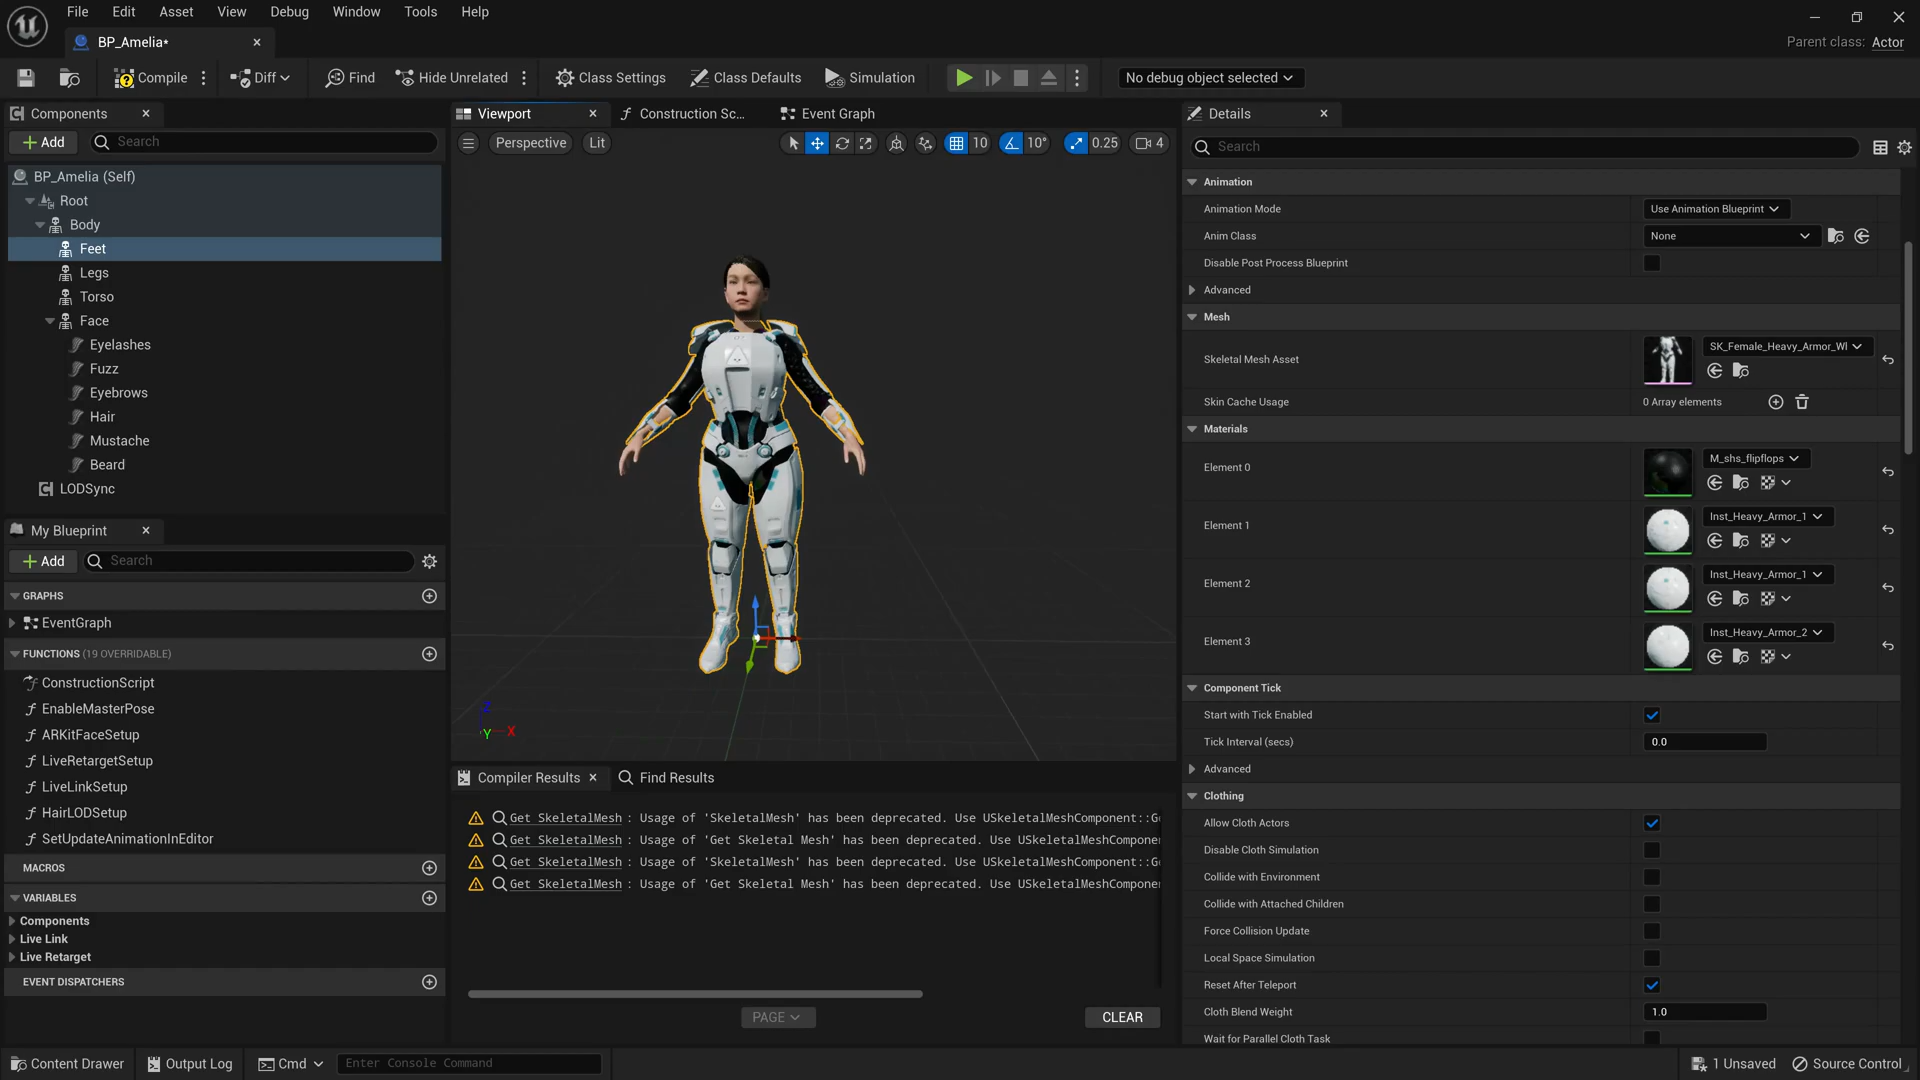 File Edit Asset View Debug Window Tools Help
BP_Amelia*
Parent class: Actor
Compile
Diff
Find
Hide Unrelated
Class Settings
Class Defaults
Simulation
No debug object selected
Components
Add
Search
BP_Amelia (Self)
Root
Body
Feet
Legs
Torso
Face
Eyelashes
Fuzz
Eyebrows
Hair
Mustache
Beard
LODSync
My Blueprint
Add
Search
GRAPHS
EventGraph
FUNCTIONS (19 OVERRIDABLE)
ConstructionScript
EnableMasterPose
ARKitFaceSetup
LiveRetargetSetup
LiveLinkSetup
HairLODSetup
SetUpdateAnimationInEditor
MACROS
VARIABLES
Components
Live Link
Live Retarget
EVENT DISPATCHERS
Viewport
Construction Sc...
Event Graph
Perspective
Lit
10
10°
0.25
4
Z
Y
X
Compiler Results
Find Results
Get SkeletalMesh : Usage of 'SkeletalMesh' has been deprecated. Use USkeletalMeshComponent::G
Get SkeletalMesh : Usage of 'Get Skeletal Mesh' has been deprecated. Use USkeletalMeshComponen
Get SkeletalMesh : Usage of 'SkeletalMesh' has been deprecated. Use USkeletalMeshComponent::G
Get SkeletalMesh : Usage of 'Get Skeletal Mesh' has been deprecated. Use USkeletalMeshComponen
PAGE
CLEAR
Details
Search
Animation
Animation Mode
Use Animation Blueprint
Anim Class
None
Disable Post Process Blueprint
Advanced
Mesh
Skeletal Mesh Asset
SK_Female_Heavy_Armor_Wl
Skin Cache Usage
0 Array elements
Materials
Element 0
M_shs_flipflops
Element 1
Inst_Heavy_Armor_1
Element 2
Inst_Heavy_Armor_1
Element 3
Inst_Heavy_Armor_2
Component Tick
Start with Tick Enabled
Tick Interval (secs)
0.0
Advanced
Clothing
Allow Cloth Actors
Disable Cloth Simulation
Collide with Environment
Collide with Attached Children
Force Collision Update
Local Space Simulation
Reset After Teleport
Cloth Blend Weight
1.0
Wait for Parallel Cloth Task
Content Drawer
Output Log
Cmd
Enter Console Command
1 Unsaved
Source Control